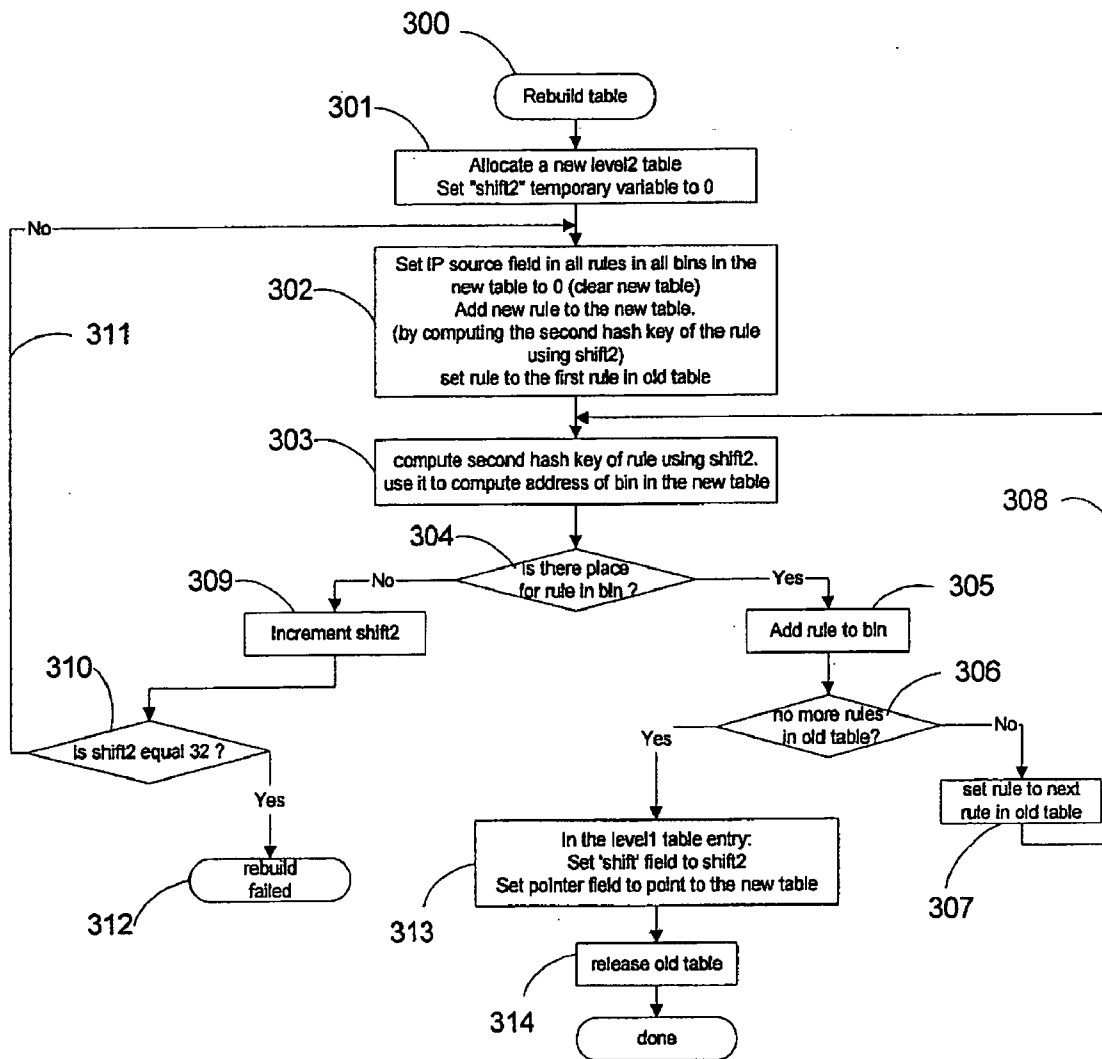 300
Rebuild table
301
Allocate a new level2 table
Set "shift2" temporary variable to 0
No
302
Set IP source field in all rules in all bins in the
new table to 0 (clear new table)
Add new rule to the new table.
(by computing the second hash key of the rule
using shift2)
set rule to the first rule in old table
311
303
compute second hash key of rule using shift2.
use it to compute address of bin in the new table
308
304
is there place
for rule in bin ?
No
Yes
309
Increment shift2
305
Add rule to bin
310
is shift2 equal 32 ?
306
no more rules
in old table?
No
Yes
Yes
set rule to next
rule in old table
307
rebuild
failed
312
In the level1 table entry:
Set 'shift' field to shift2
Set pointer field to point to the new table
313
release old table
314
done